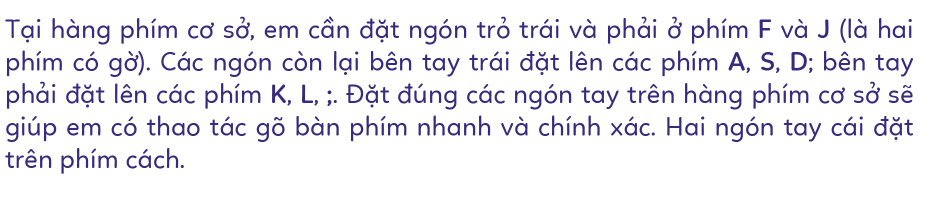 Tại hàng phím cơ sở, em cần đặt ngón trỏ trái và phải ở phím F và J (là hai
phím có gờ). Các ngón còn lại bên tay trái đặt lên các phím A, S, D; bên tay
phải đặt lên các phím K, L, ;. Đặt đúng các ngón tay trên hàng phím cơ sở sẽ
giúp em có thao tác gõ bàn phím nhanh và chính xác. Hai ngón tay cái đặt
trên phím cách.